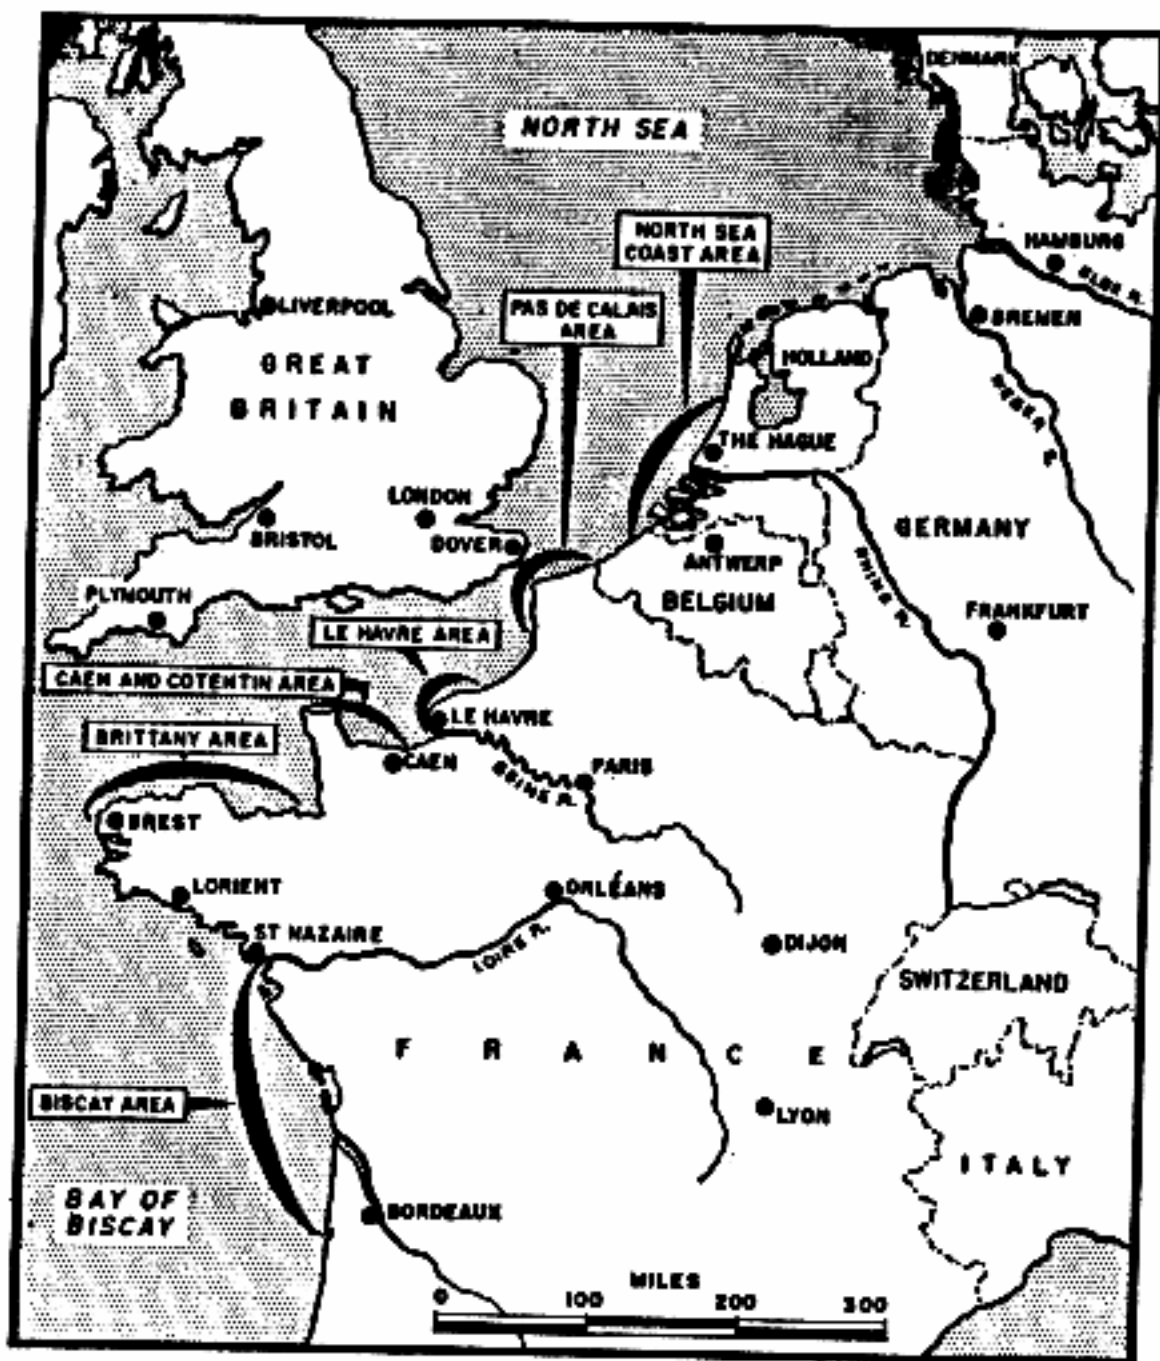 DENMARK
NORTH SEA
NORTH SEA
COAST AREA
HAMBURG
ELBE R.
PAS DE CALAIS
AREA
LIVERPOOL
BREMEN
HOLLAND
GREAT
BRITAIN
WESER R.
THE HAGUE
LONDON
BRISTOL
DOVER
GERMANY
ANTWERP
RHINE R.
PLYMOUTH
BELGIUM
FRANKFURT
LE HAVRE AREA
CAEN AND COTENTIN AREA
LE HAVRE
BRITTANY AREA
CAEN
SEINE R.
PARIS
BREST
LORIENT
ORLÉANS
ST NAZAIRE
LOIRE R.
DIJON
SWITZERLAND
FRANCE
BISCAY AREA
LYON
ITALY
BAY OF
BISCAY
BORDEAUX
MILES
0 100 200 300